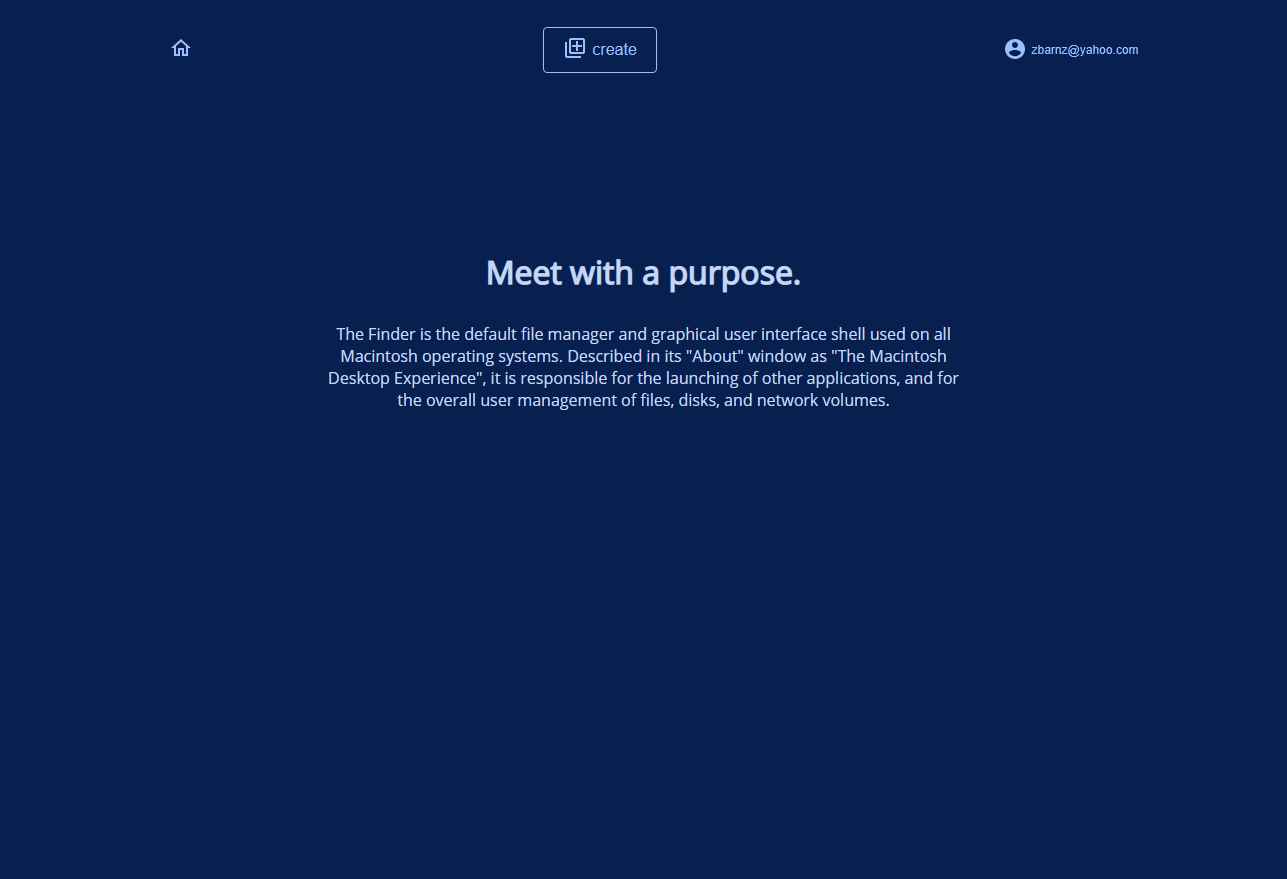 create
zbarnz@yahoo.com
Meet with a purpose.
The Finder is the default file manager and graphical user interface shell used on all
Macintosh operating systems. Described in its "About" window as "The Macintosh
Desktop Experience", it is responsible for the launching of other applications, and for
the overall user management of files, disks, and network volumes.